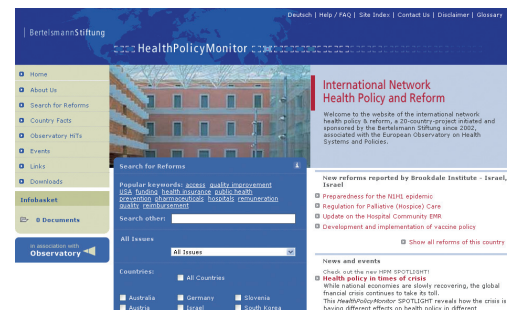 Deutsch | Help / FAQ | Site Index | Contact Us | Disclaimer | Glossary
BertelsmannStiftung
HealthPolicyMonitor
Home
About Us
Search for Reforms
Country Facts
Observatory HiTs
Events
Links
Downloads
Infobasket
0 Documents
in association with
Observatory
International Network
Health Policy and Reform
Welcome to the website of the international network
health policy & reform, a 20-country-project initiated and
sponsored by the Bertelsmann Stiftung since 2002,
associated with the European Observatory on Health
Systems and Policies.
Search for Reforms
Popular keywords: access quality improvement
USA funding health insurance public health
prevention pharmaceuticals hospitals remuneration
quality reimbursement
Search other:
All Issues
All Issues
Countries:
All Countries
Australia Germany Slovenia
Austria Israel South Korea
New reforms reported by Brookdale Institute - Israel,
Israel
Preparedness for the N1H1 epidemic
Regulation for Palliative (Hospice) Care
Update on the Hospital Community EMR
Development and implementation of vaccine policy
Show all reforms of this country
News and events
Check out the new HPM SPOTLIGHT!
Health policy in times of crisis
While national economies are slowly recovering, the global
financial crisis continues to take its toll.
This HealthPolicyMonitor SPOTLIGHT reveals how the crisis is
having different effects on health policy in different